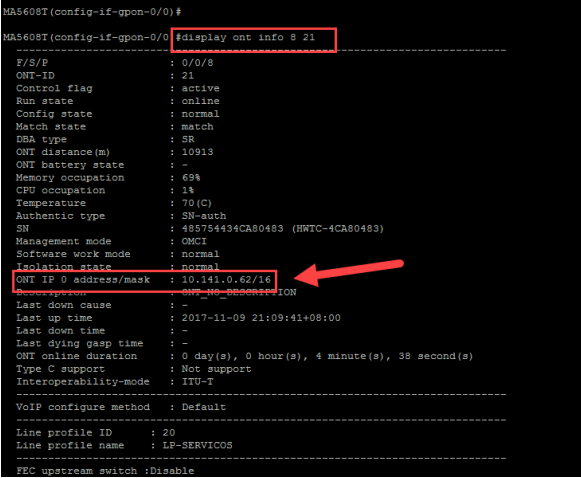 MA5608T(config-if-gpon-0/0)#
MA5608T(config-if-gpon-0/0)#display ont info 8 21
-----------------------------------------------------------------------------
F/S/P : 0/0/8
ONT-ID : 21
Control flag : active
Run state : online
Config state : normal
Match state : match
DBA type : SR
ONT distance(m) : 10913
ONT battery state : -
Memory occupation : 69%
CPU occupation : 1%
Temperature : 70(C)
Authentic type : SN-auth
SN : 485754434CA80483 (HWTC-4CA80483)
Management mode : OMCI
Software work mode : normal
Isolation state : normal
ONT IP 0 address/mask : 10.141.0.62/16
Description : ONT_NO_DESCRIPTION
Last down cause : -
Last up time : 2017-11-09 21:09:41+08:00
Last down time : -
Last dying gasp time : -
ONT online duration : 0 day(s), 0 hour(s), 4 minute(s), 38 second(s)
Type C support : Not support
Interoperability-mode : ITU-T
-----------------------------------------------------------------------------
VoIP configure method : Default
-----------------------------------------------------------------------------
Line profile ID : 20
Line profile name : LP-SERVICOS
-----------------------------------------------------------------------------
FEC upstream switch :Disable